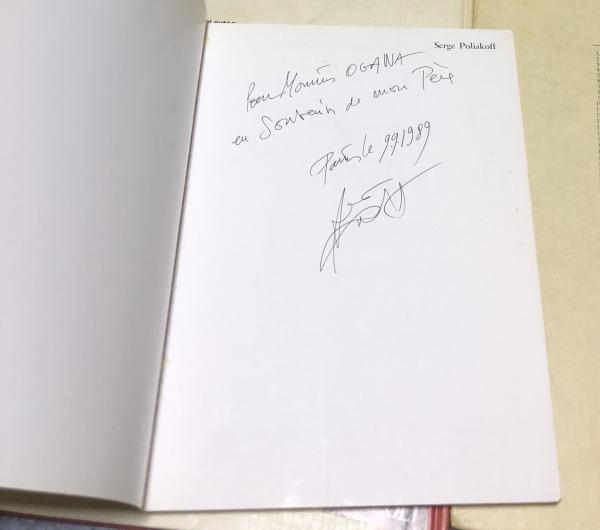 Serge Poliakoff
Pour Monsieur OGAWA
en Souvenir de mon Père
Paris le 9.9.1989